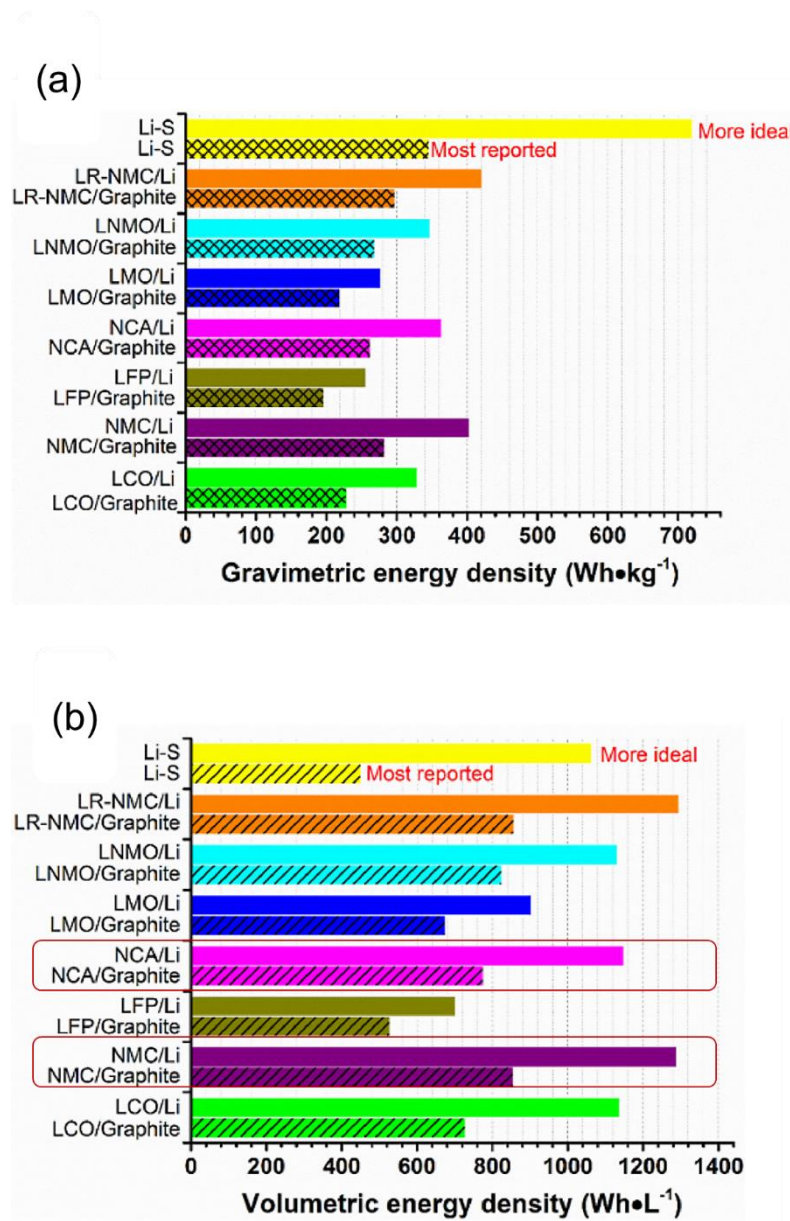 (a)
Li-S
More ideal
Li-S
Most reported
LR-NMC/Li
LR-NMC/Graphite
LNMO/Li
LNMO/Graphite
LMO/Li
LMO/Graphite
NCA/Li
NCA/Graphite
LFP/Li
LFP/Graphite
NMC/Li
NMC/Graphite
LCO/Li
LCO/Graphite
0 100 200 300 400 500 600 700
Gravimetric energy density (Wh•kg⁻¹)
(b)
Li-S
More ideal
Li-S
Most reported
LR-NMC/Li
LR-NMC/Graphite
LNMO/Li
LNMO/Graphite
LMO/Li
LMO/Graphite
NCA/Li
NCA/Graphite
LFP/Li
LFP/Graphite
NMC/Li
NMC/Graphite
LCO/Li
LCO/Graphite
0 200 400 600 800 1000 1200 1400
Volumetric energy density (Wh•L⁻¹)